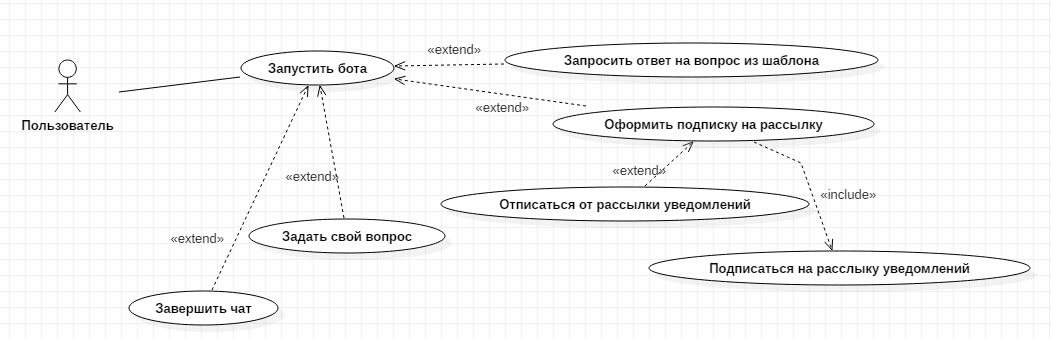 «extend»
Запустить бота
Запросить ответ на вопрос из шаблона
«extend»
Пользователь
Оформить подписку на рассылку
«extend»
«extend»
«include»
Отписаться от рассылки уведомлений
«extend»
Задать свой вопрос
Подписаться на расслыку уведомлений
Завершить чат